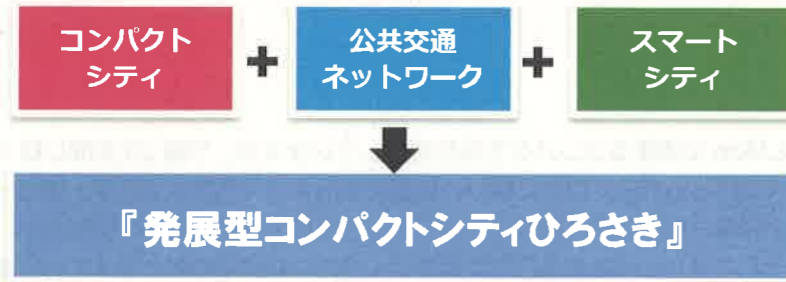 コンパクト
シティ
+
公共交通
ネットワーク
+
スマート
シティ
『発展型コンパクトシティひろさき』